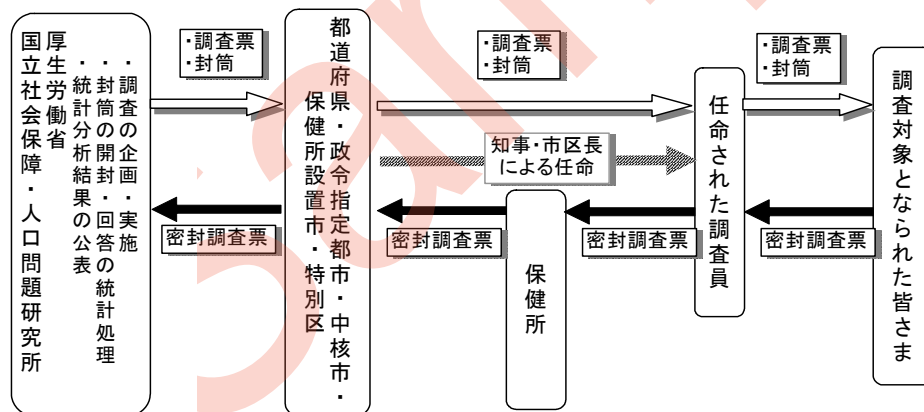 ・調査票
・封筒
・調査票
・封筒
・調査票
・封筒
厚生労働省
国立社会保障・人口問題研究所
・調査の企画・実施
・封筒の開封・回答の統計処理
・統計分析結果の公表
都道府県・政令指定都市・中核市・
保健所設置市・特別区
知事・市区長
による任命
任命された調査員
調査対象となられた皆さま
密封調査票
密封調査票
密封調査票
密封調査票
保健所
Sam